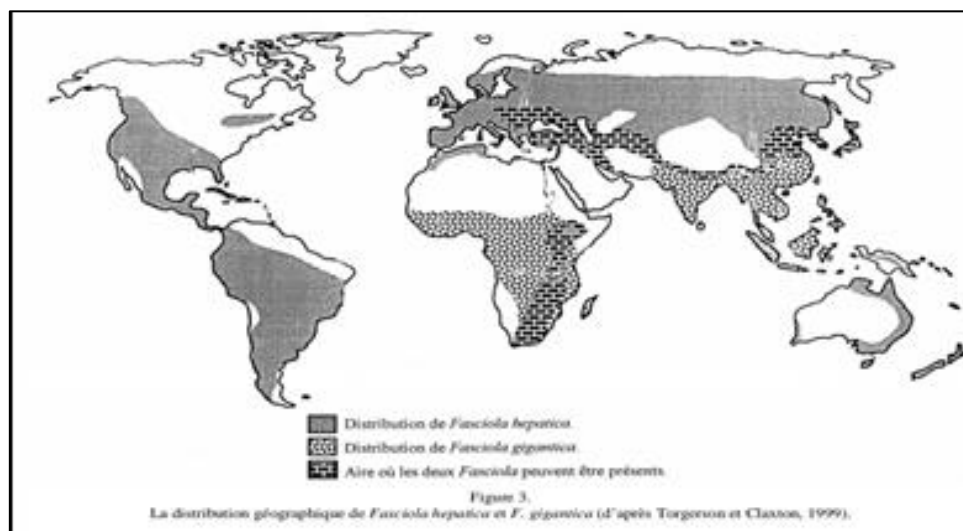 Distribution de Fasciola hepatica.
Distribution de Fasciola gigantica.
Aire où les deux Fasciola peuvent être présents.
Figure 3.
La distribution géographique de Fasciola hepatica et F. gigantica (d'après Torgerson et Claxton, 1999).